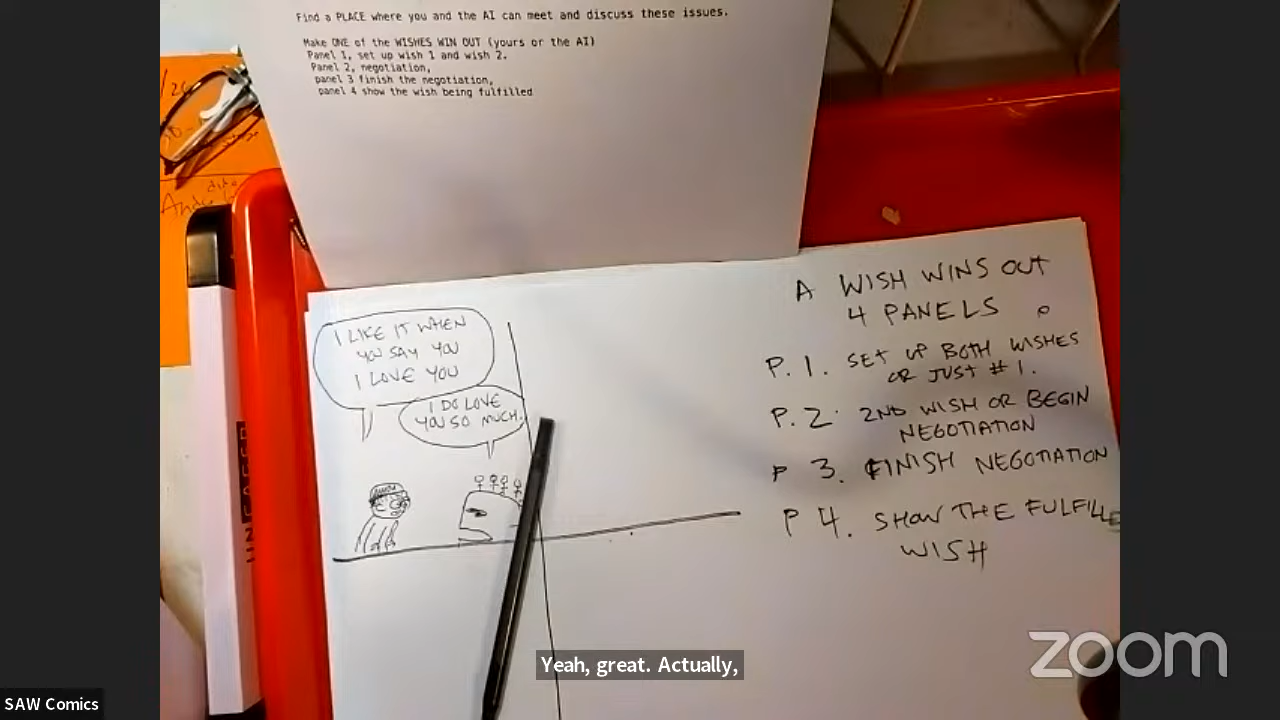 Find a PLACE where you and the AI can meet and discuss these issues.
Make ONE of the WISHES WIN OUT (yours or the AI)
Panel 1, set up wish 1 and wish 2.
Panel 2, negotiation,
panel 3 finish the negotiation,
panel 4 show the wish being fulfilled
I LIKE IT WHEN
YOU SAY YOU
I LOVE YOU
I DO LOVE
YOU SO MUCH.
A WISH WINS OUT
4 PANELS
P. 1. SET UP BOTH WISHES
OR JUST #1.
P. 2. 2ND WISH OR BEGIN
NEGOTIATION
P 3. FINISH NEGOTIATION
P 4. SHOW THE FULFILLE
WISH
Yeah, great. Actually,
zoom
SAW Comics